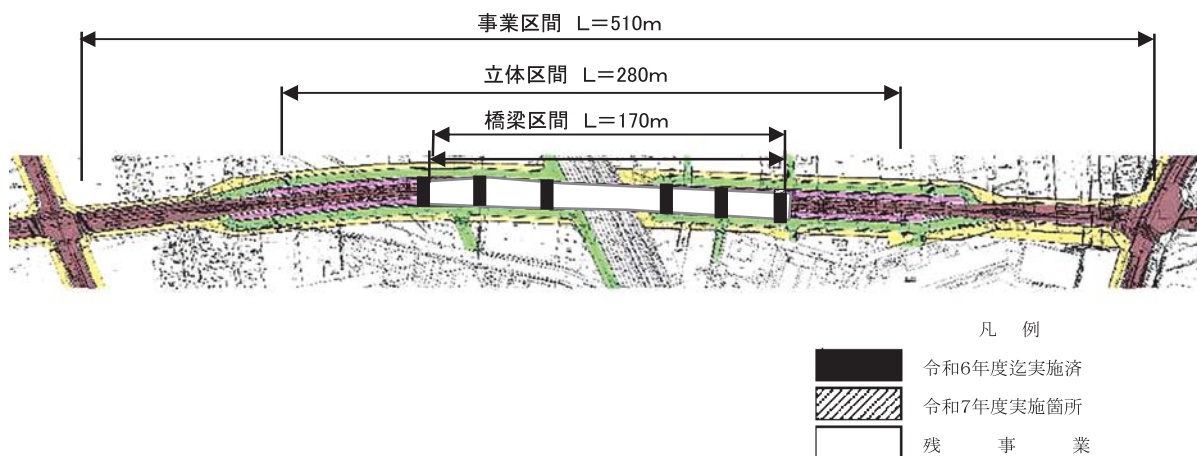 事業区間 L=510m
立体区間 L=280m
橋梁区間 L=170m
凡 例
令和6年度迄実施済
令和7年度実施箇所
残 事 業